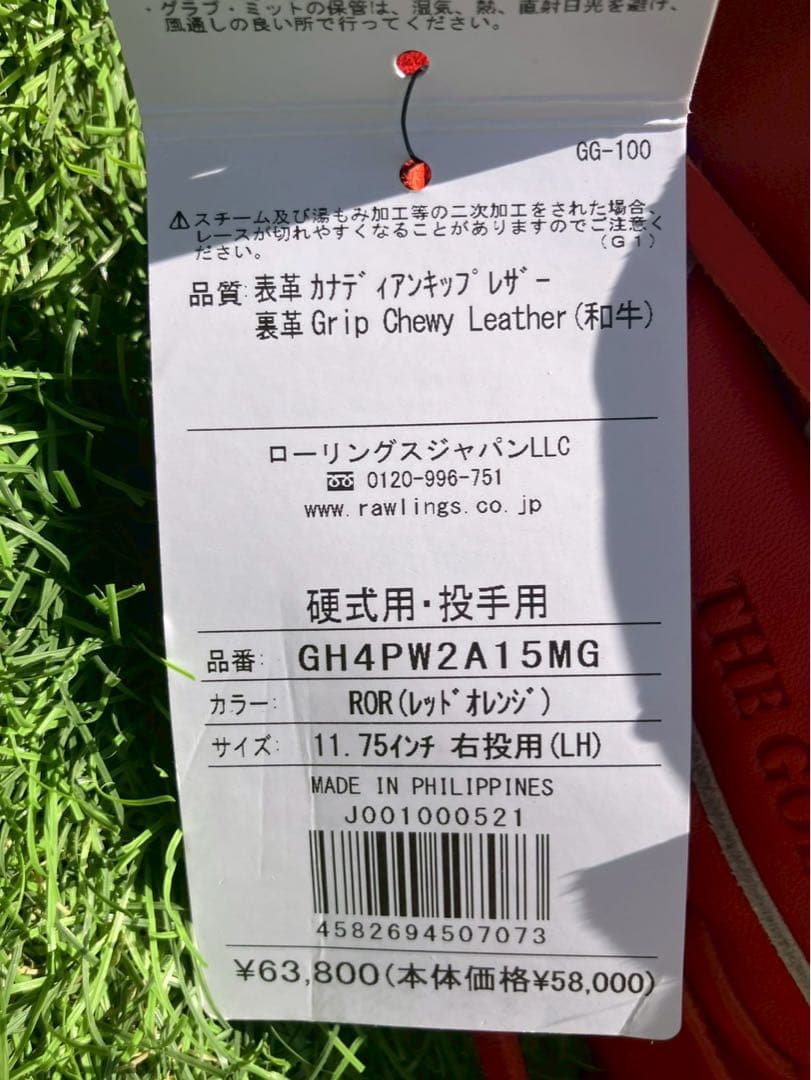 ・グラブ・ミットの保管は、湿気、熱、直射日光を避け、
風通しの良い所で行ってください。
GG-100
⚠スチーム及び湯もみ加工等の二次加工をされた場合、
レースが切れやすくなることがありますのでご注意く
ださい。 (G1)
品質:表革 カナディアンキップレザー
裏革 Grip Chewy Leather(和牛)
ローリングスジャパンLLC
0120-996-751
www.rawlings.co.jp
硬式用・投手用
品番: GH4PW2A15MG
カラー: ROR(レッドオレンジ)
サイズ: 11.75インチ 右投用(LH)
MADE IN PHILIPPINES
J001000521
4582694507073
¥63,800(本体価格¥58,000)
THE GO